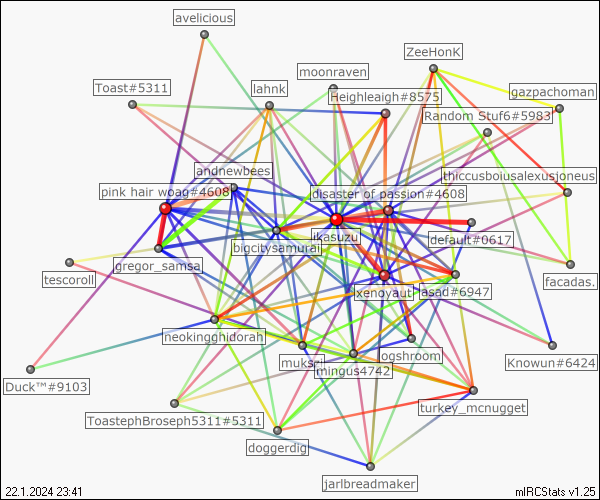 avelicious
ZeeHonK
moonraven
Toast#5311
lahnk
gazpachoman
Heighleigh#8575
Random Stuf6#5983
andnewbees
thiccusboiusalexusjoneus
pink hair woag#4608
disaster of passion#4608
ikasuzu
default#0617
bigcitysamurai
gregor_samsa
tescoroll
facadas.
xenoyaut
asad#6947
neokingghidorah
ogshroom
muks
mingus4742
Knowun#6424
Duck™#9103
turkey_mcnugget
ToastephBroseph5311#5311
doggerdig
jarlbreadmaker
22.1.2024 23:41
mIRCStats v1.25